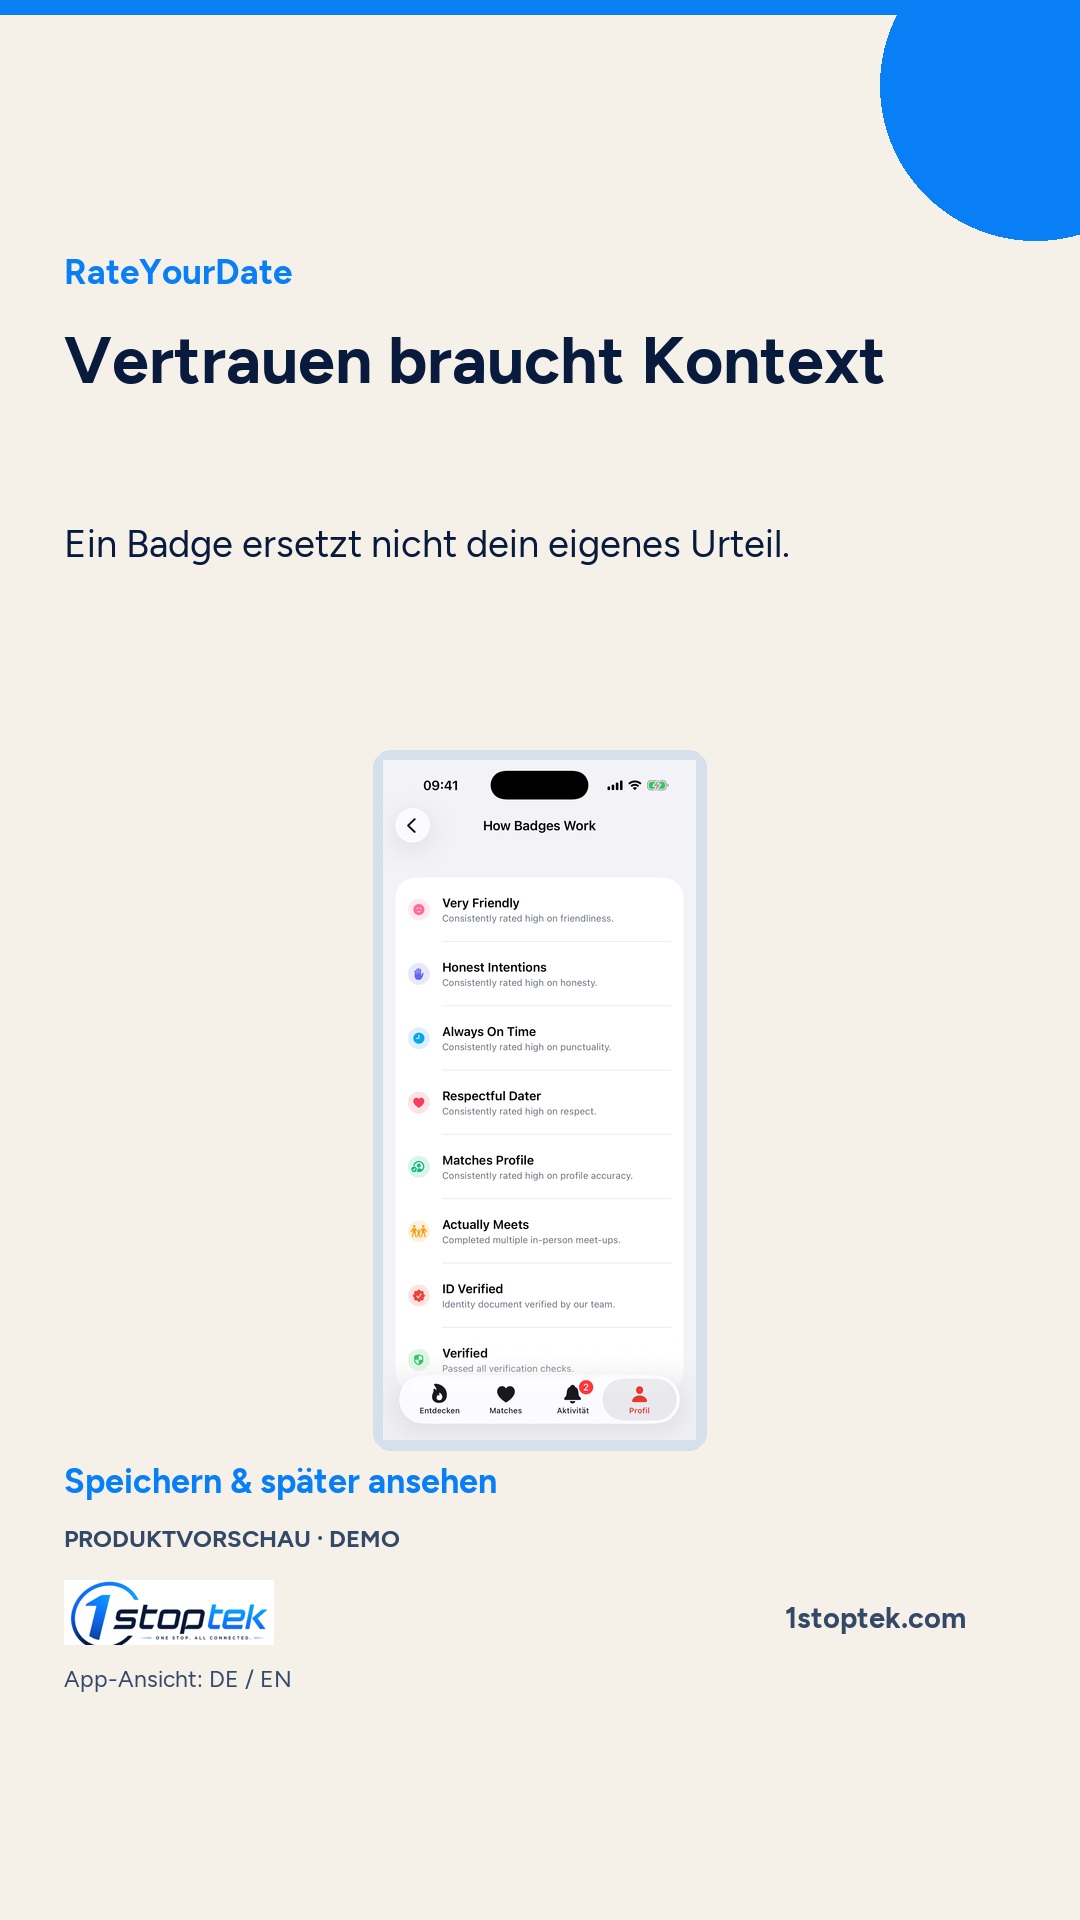 RateYourDate
Vertrauen braucht Kontext
Ein Badge ersetzt nicht dein eigenes Urteil.
09:41
How Badges Work
Very Friendly
Consistently rated high on friendliness.
Honest Intentions
Consistently rated high on honesty.
Always On Time
Consistently rated high on punctuality.
Respectful Dater
Consistently rated high on respect.
Matches Profile
Consistently rated high on profile accuracy.
Actually Meets
Completed multiple in-person meet-ups.
ID Verified
Identity document verified by our team.
Verified
Passed all verification checks.
2
Entdecken Matches Aktivität Profil
Speichern & später ansehen
PRODUKTVORSCHAU · DEMO
1stoptek
ONE STOP. ALL CONNECTED.
1stoptek.com
App-Ansicht: DE / EN